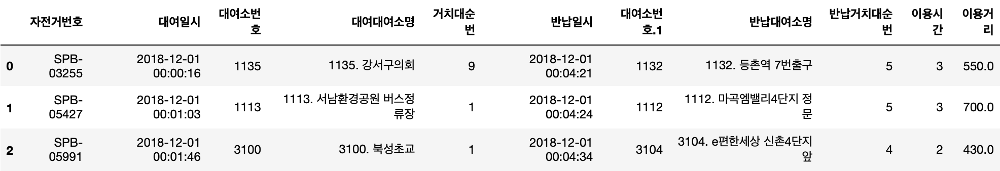 자전거번호 대여일시 대여소번호 대여대여소명 거치대순번 반납일시 대여소번호.1 반납대여소명 반납거치대순번 이용시간 이용거리
0 SPB-03255 2018-12-01 00:00:16 1135 1135. 강서구의회 9 2018-12-01 00:04:21 1132 1132. 등촌역 7번출구 5 3 550.0
1 SPB-05427 2018-12-01 00:01:03 1113 1113. 서남환경공원 버스정류장 1 2018-12-01 00:04:24 1112 1112. 마곡엠밸리4단지 정문 5 3 700.0
2 SPB-05991 2018-12-01 00:01:46 3100 3100. 북성초교 1 2018-12-01 00:04:34 3104 3104. e편한세상 신촌4단지 앞 4 2 430.0